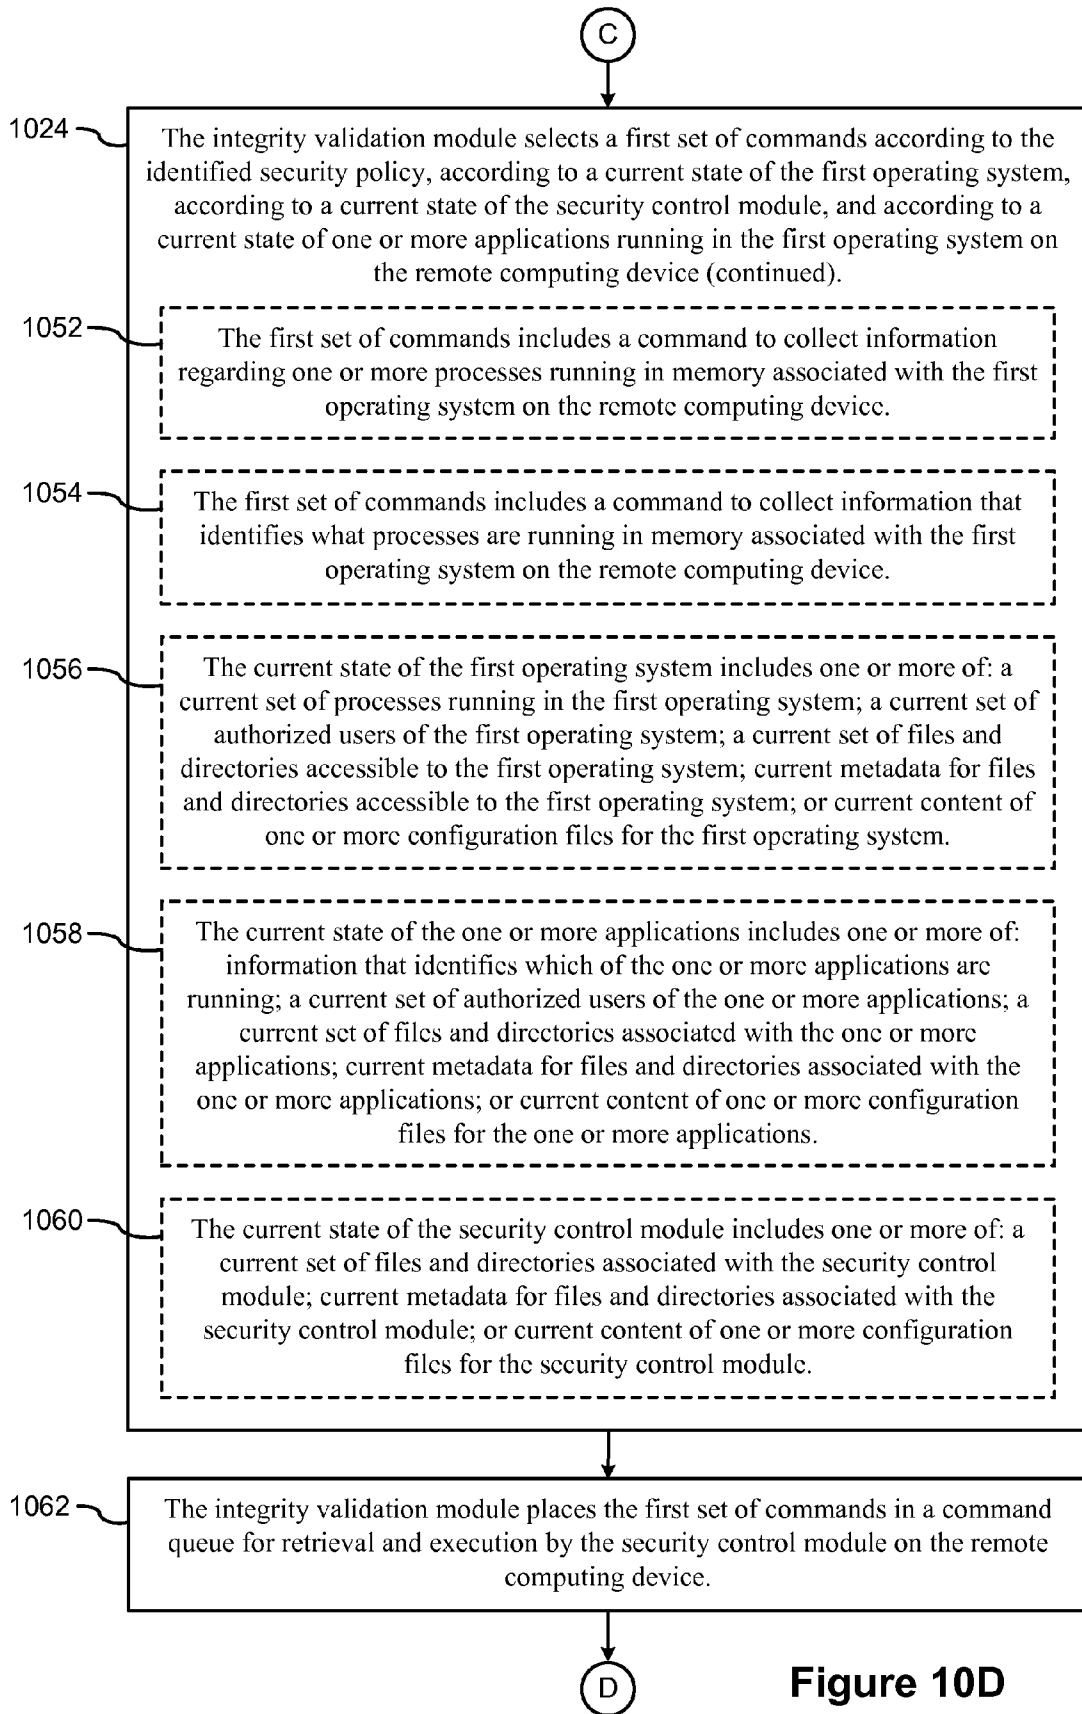 C
1024
The integrity validation module selects a first set of commands according to the
identified security policy, according to a current state of the first operating system,
according to a current state of the security control module, and according to a
current state of one or more applications running in the first operating system on
the remote computing device (continued).
1052
The first set of commands includes a command to collect information
regarding one or more processes running in memory associated with the first
operating system on the remote computing device.
1054
The first set of commands includes a command to collect information that
identifies what processes are running in memory associated with the first
operating system on the remote computing device.
1056
The current state of the first operating system includes one or more of: a
current set of processes running in the first operating system; a current set of
authorized users of the first operating system; a current set of files and
directories accessible to the first operating system; current metadata for files
and directories accessible to the first operating system; or current content of
one or more configuration files for the first operating system.
1058
The current state of the one or more applications includes one or more of:
information that identifies which of the one or more applications are
running; a current set of authorized users of the one or more applications; a
current set of files and directories associated with the one or more
applications; current metadata for files and directories associated with the
one or more applications; or current content of one or more configuration
files for the one or more applications.
1060
The current state of the security control module includes one or more of: a
current set of files and directories associated with the security control
module; current metadata for files and directories associated with the
security control module; or current content of one or more configuration
files for the security control module.
1062
The integrity validation module places the first set of commands in a command
queue for retrieval and execution by the security control module on the remote
computing device.
D
Figure 10D